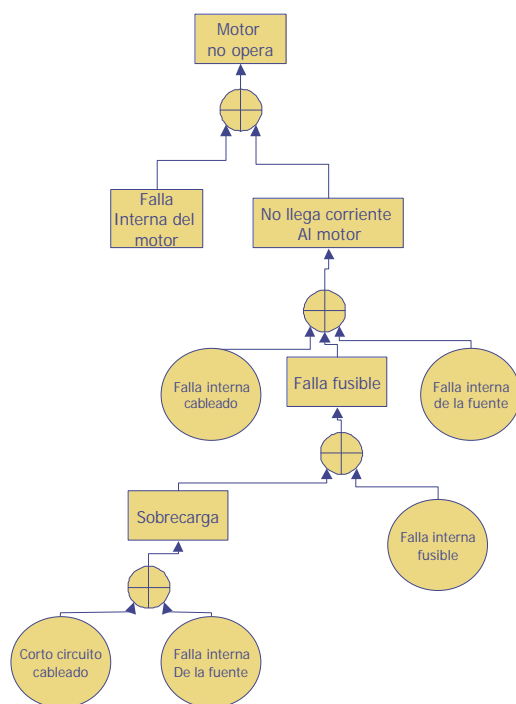 Motor
no opera
Falla
Interna del
motor
No llega corriente
Al motor
Falla interna
cableado
Falla fusible
Falla interna
de la fuente
Sobrecarga
Falla interna
fusible
Corto circuito
cableado
Falla interna
De la fuente